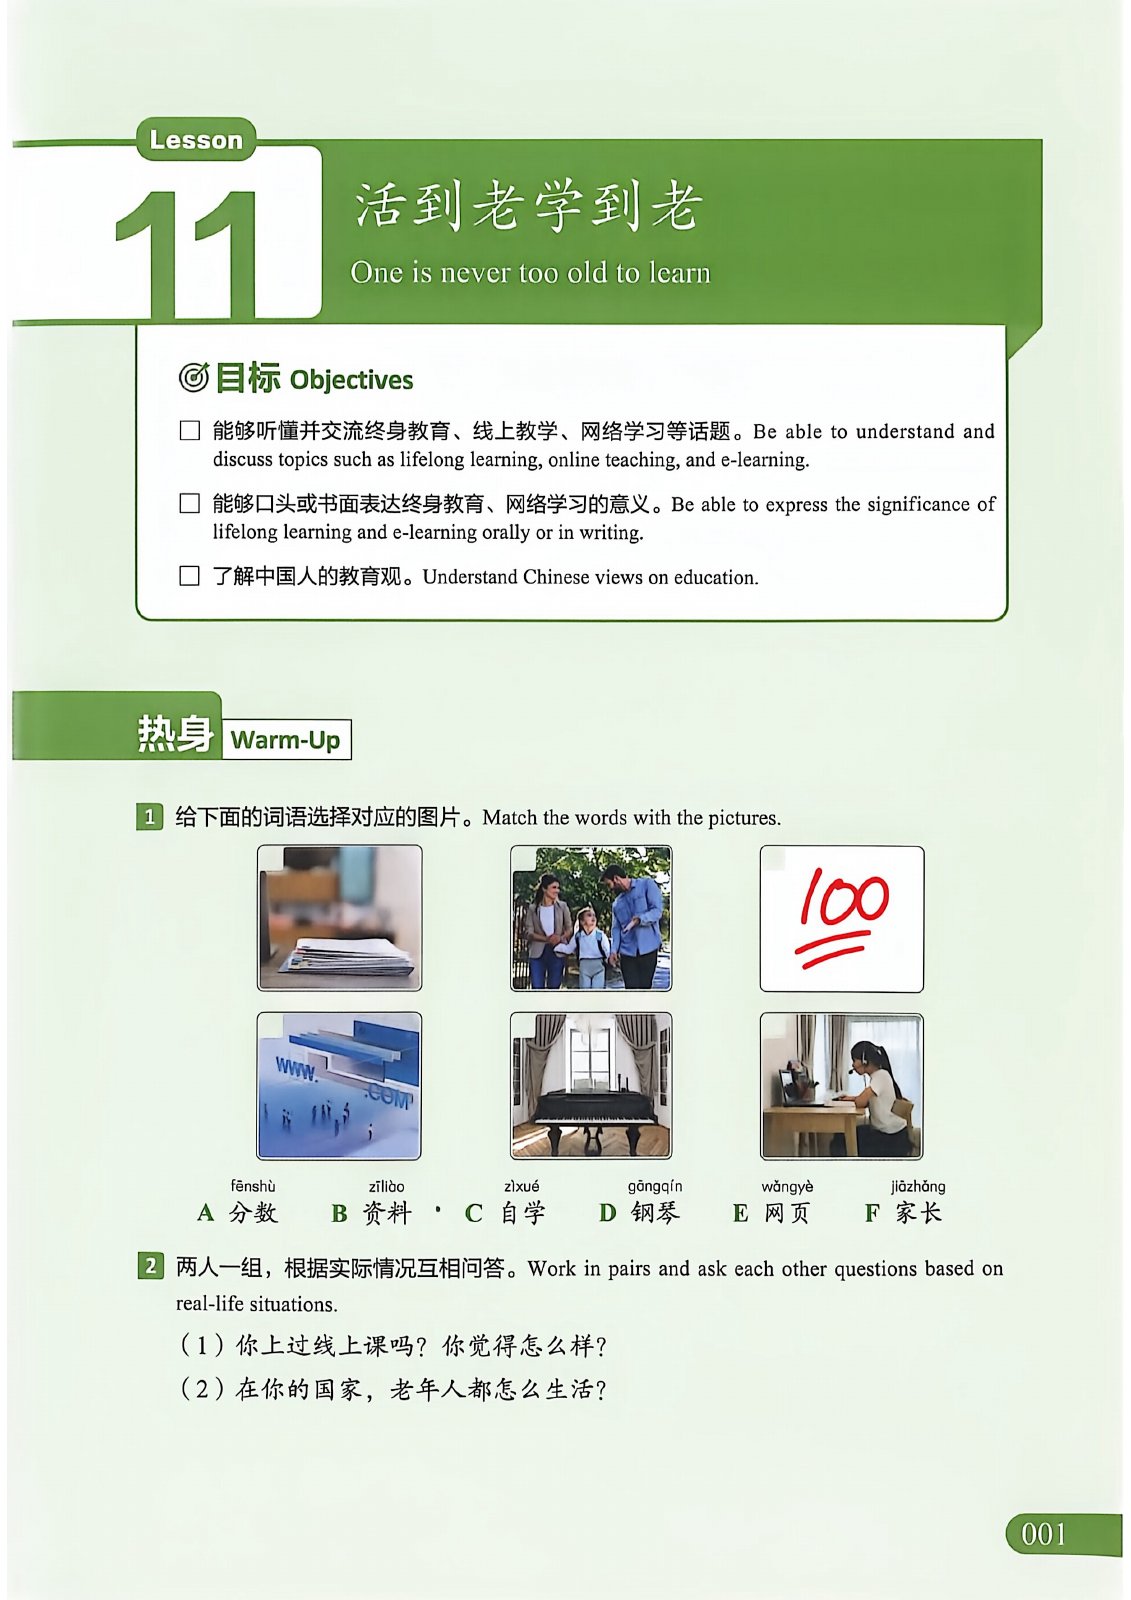 Lesson
11
活到老学到老
One is never too old to learn
目标 Objectives
□ 能够听懂并交流终身教育、线上教学、网络学习等话题。Be able to understand and
discuss topics such as lifelong learning, online teaching, and e-learning.
□ 能够口头或书面表达终身教育、网络学习的意义。Be able to express the significance of
lifelong learning and e-learning orally or in writing.
□ 了解中国人的教育观。Understand Chinese views on education.
热身 Warm-Up
1 给下面的词语选择对应的图片。Match the words with the pictures.
100
www.
.COM
fēnshù zīliào zìxué gāngqín wǎngyè jiāzhǎng
A 分数 B 资料 C 自学 D 钢琴 E 网页 F 家长
2 两人一组，根据实际情况互相问答。Work in pairs and ask each other questions based on
real-life situations.
（1）你上过线上课吗？你觉得怎么样？
（2）在你的国家，老年人都怎么生活？
001